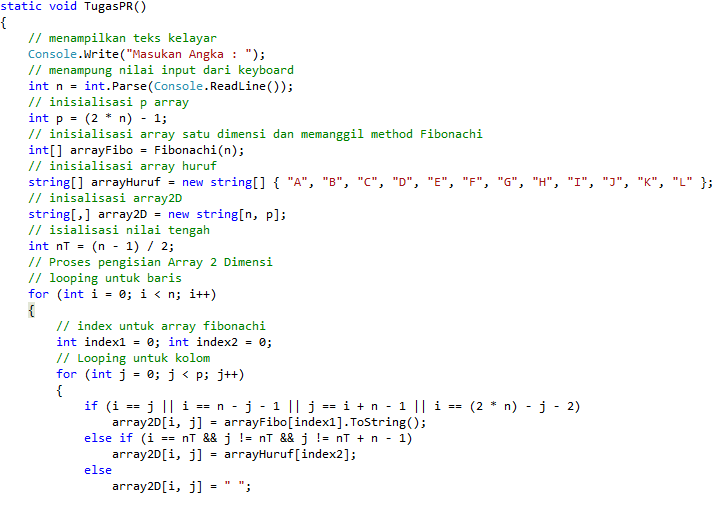 static void TugasPR()
{
// menampilkan teks kelayar
Console.Write("Masukan Angka : ");
// menampung nilai input dari keyboard
int n = int.Parse(Console.ReadLine());
// inisialisasi p array
int p = (2 * n) - 1;
// inisialisasi array satu dimensi dan memanggil method Fibonachi
int[] arrayFibo = Fibonachi(n);
// inisialisasi array huruf
string[] arrayHuruf = new string[] { "A", "B", "C", "D", "E", "F", "G", "H", "I", "J", "K", "L" };
// inisalisasi array2D
string[,] array2D = new string[n, p];
// isialisasi nilai tengah
int nT = (n - 1) / 2;
// Proses pengisian Array 2 Dimensi
// looping untuk baris
for (int i = 0; i < n; i++)
{
// index untuk array fibonachi
int index1 = 0; int index2 = 0;
// Looping untuk kolom
for (int j = 0; j < p; j++)
{
if (i == j || i == n - j - 1 || j == i + n - 1 || i == (2 * n) - j - 2)
array2D[i, j] = arrayFibo[index1].ToString();
else if (i == nT && j != nT && j != nT + n - 1)
array2D[i, j] = arrayHuruf[index2];
else
array2D[i, j] = " ";